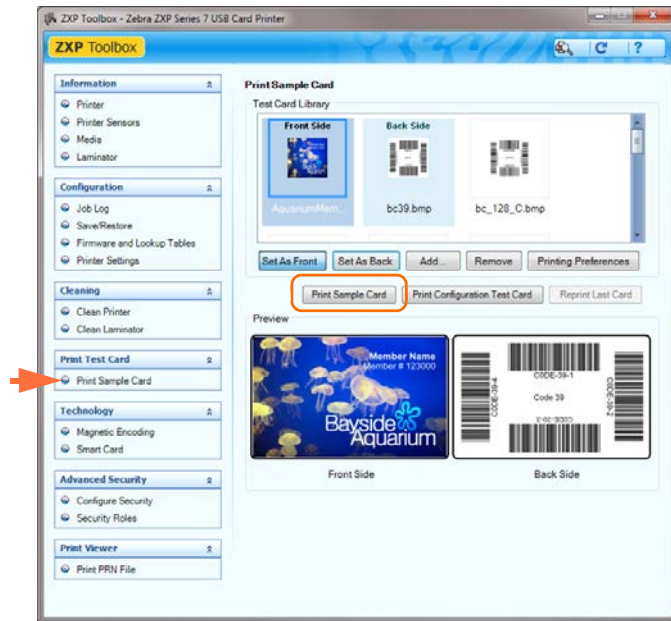 ZXP Toolbox - Zebra ZXP Series 7 USB Card Printer
ZXP Toolbox
?
Information
Printer
Printer Sensors
Media
Laminator
Configuration
Job Log
Save/Restore
Firmware and Lookup Tables
Printer Settings
Cleaning
Clean Printer
Clean Laminator
Print Test Card
Print Sample Card
Technology
Magnetic Encoding
Smart Card
Advanced Security
Configure Security
Security Roles
Print Viewer
Print PRN File
Print Sample Card
Test Card Library
Front Side
Back Side
AquariumMem...
bc39.bmp
bc_128_C.bmp
Set As Front
Set As Back
Add...
Remove
Printing Preferences
Print Sample Card
Print Configuration Test Card
Reprint Last Card
Preview
Member Name
Member # 123000
Bayside
Aquarium
CODE-39-1
CODE-39-4
Code 39
CODE-39-2
CODE-39-3
Front Side
Back Side